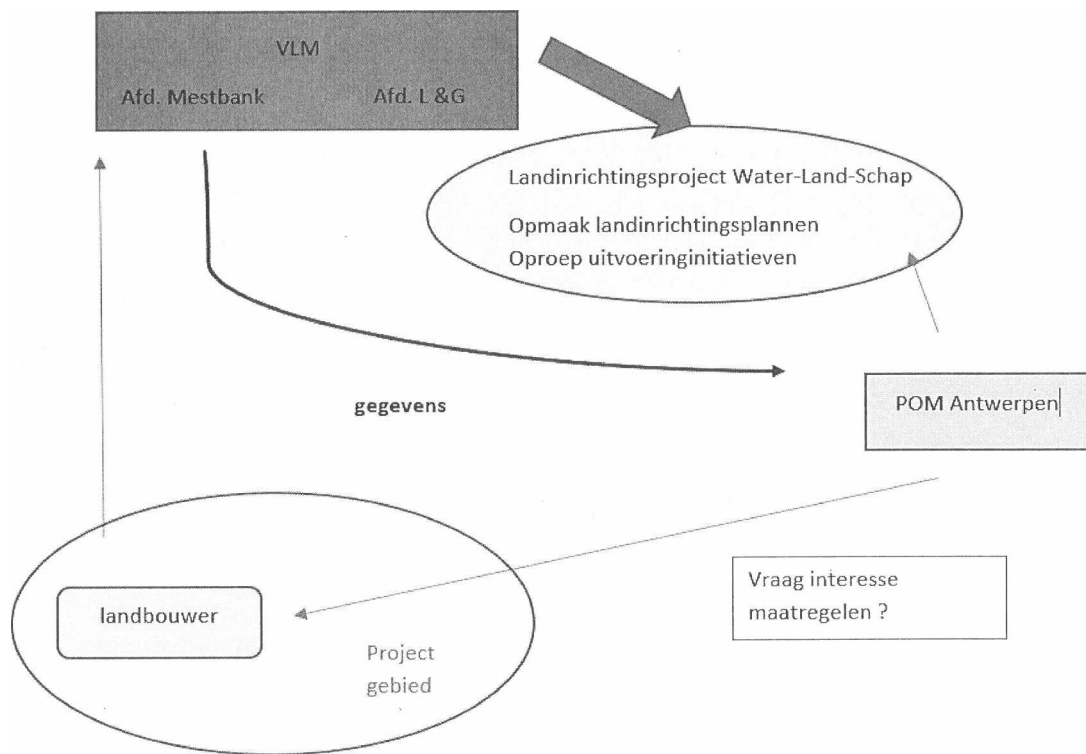 VLM
Afd. Mestbank Afd. L &G
Landinrichtingsproject Water-Land-Schap
Opmaak landinrichtingsplannen
Oproep uitvoeringinitiatieven
gegevens
POM Antwerpen
landbouwer
Project
gebied
Vraag interesse
maatregelen ?